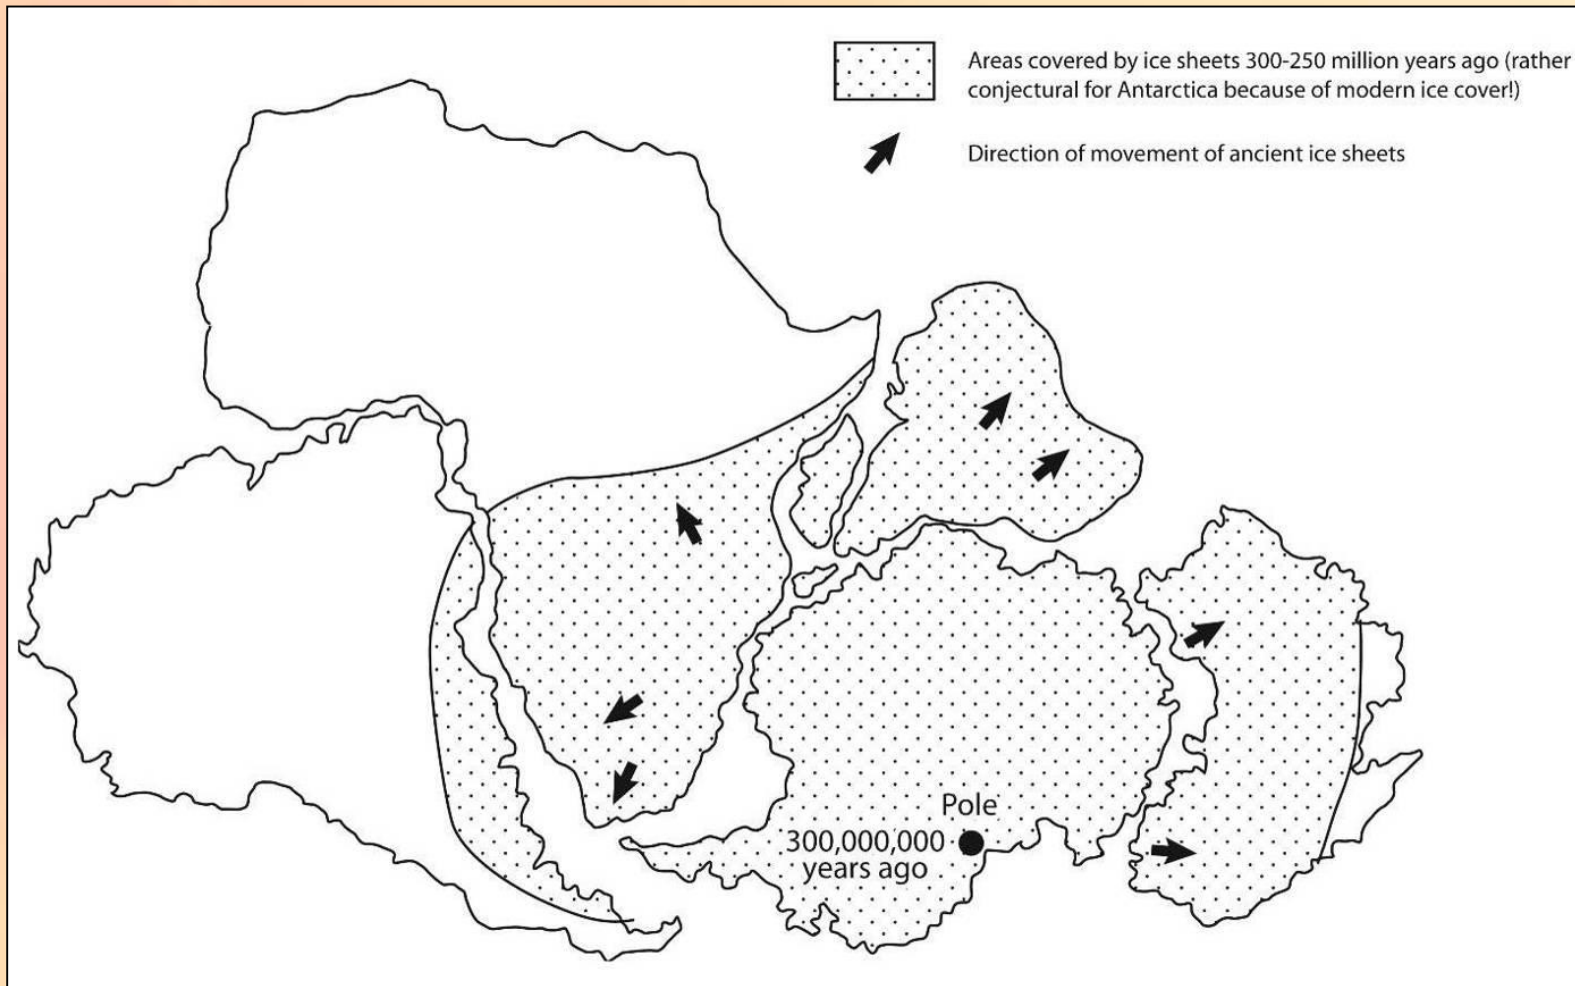 Areas covered by ice sheets 300-250 million years ago (rather
conjectural for Antarctica because of modern ice cover!)
Direction of movement of ancient ice sheets
Pole
300,000,000
years ago